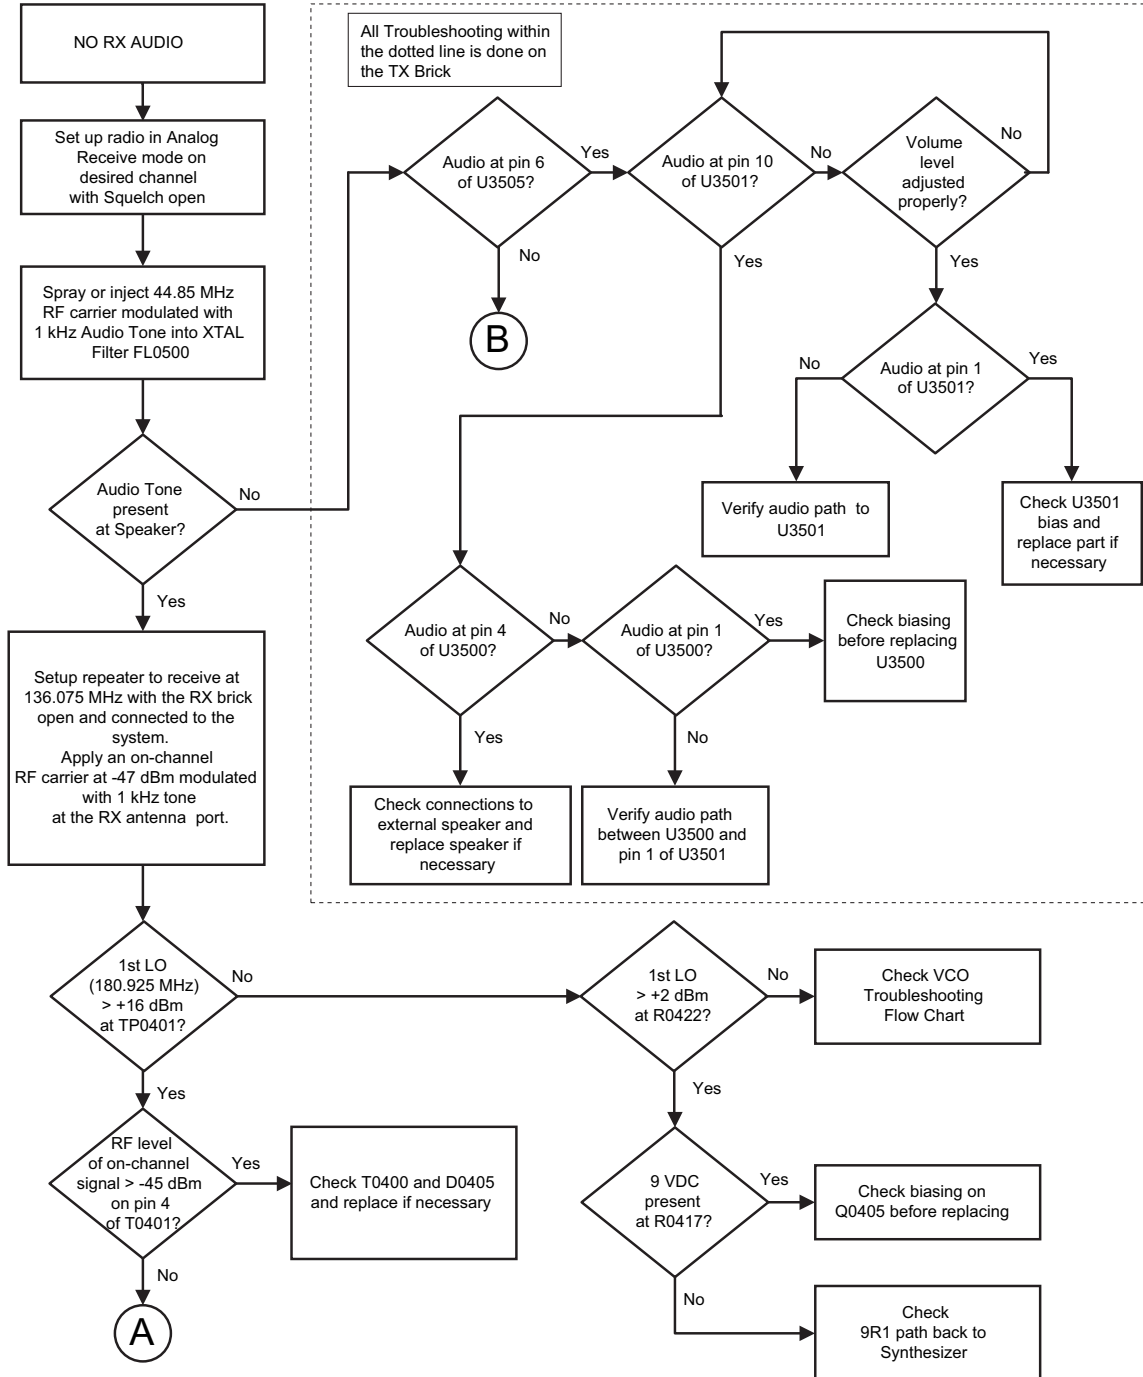 NO RX AUDIO
Set up radio in Analog
Receive mode on
desired channel
with Squelch open
Spray or inject 44.85 MHz
RF carrier modulated with
1 kHz Audio Tone into XTAL
Filter FL0500
Audio Tone
present
at Speaker?
No
Yes
Setup repeater to receive at
136.075 MHz with the RX brick
open and connected to the
system.
Apply an on-channel
RF carrier at -47 dBm modulated
with 1 kHz tone
at the RX antenna port.
1st LO
(180.925 MHz)
> +16 dBm
at TP0401?
No
Yes
RF level
of on-channel
signal > -45 dBm
on pin 4
of T0401?
Yes
No
A
Check T0400 and D0405
and replace if necessary
All Troubleshooting within
the dotted line is done on
the TX Brick
Audio at pin 6
of U3505?
Yes
No
B
Audio at pin 10
of U3501?
No
Yes
Volume
level
adjusted
properly?
No
Yes
Audio at pin 1
of U3501?
No
Yes
Verify audio path to
U3501
Check U3501
bias and
replace part if
necessary
Audio at pin 4
of U3500?
No
Yes
Audio at pin 1
of U3500?
Yes
No
Check biasing
before replacing
U3500
Check connections to
external speaker and
replace speaker if
necessary
Verify audio path
between U3500 and
pin 1 of U3501
1st LO
> +2 dBm
at R0422?
No
Yes
Check VCO
Troubleshooting
Flow Chart
9 VDC
present
at R0417?
Yes
No
Check biasing on
Q0405 before replacing
Check
9R1 path back to
Synthesizer